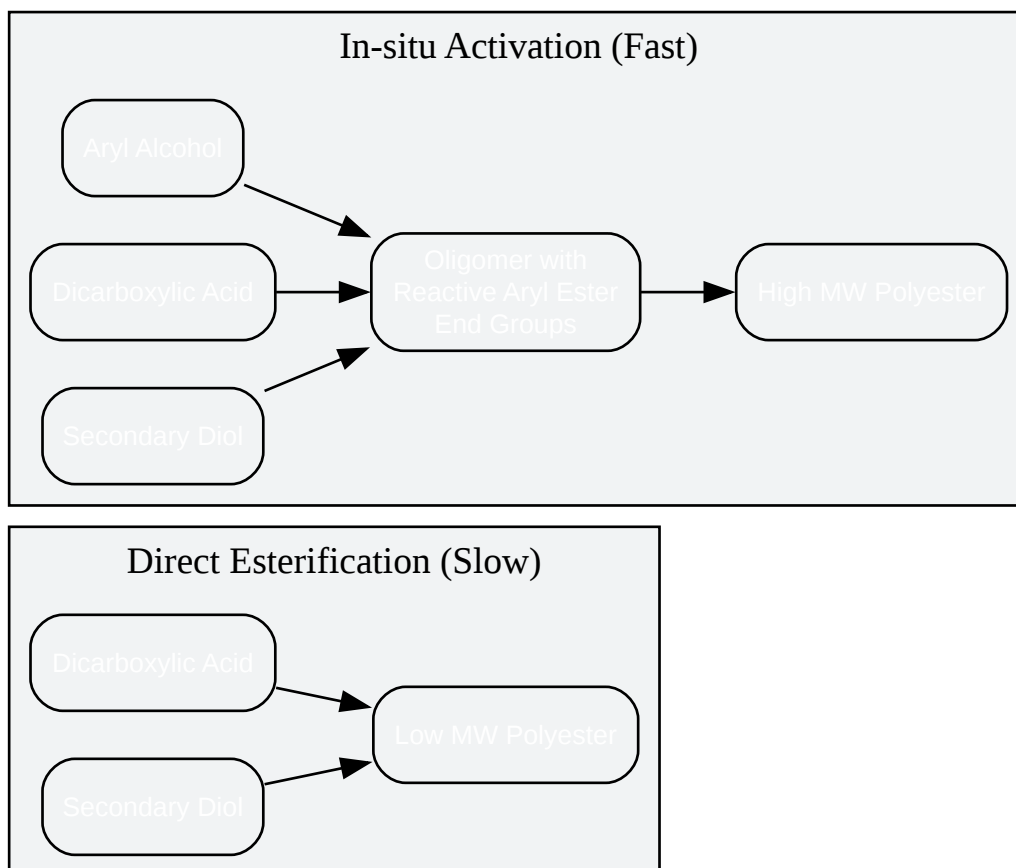 In-situ Activation (Fast)
Aryl Alcohol
Dicarboxylic Acid
Secondary Diol
Oligomer with
Reactive Aryl Ester
End Groups
High MW Polyester
Direct Esterification (Slow)
Dicarboxylic Acid
Secondary Diol
Low MW Polyester